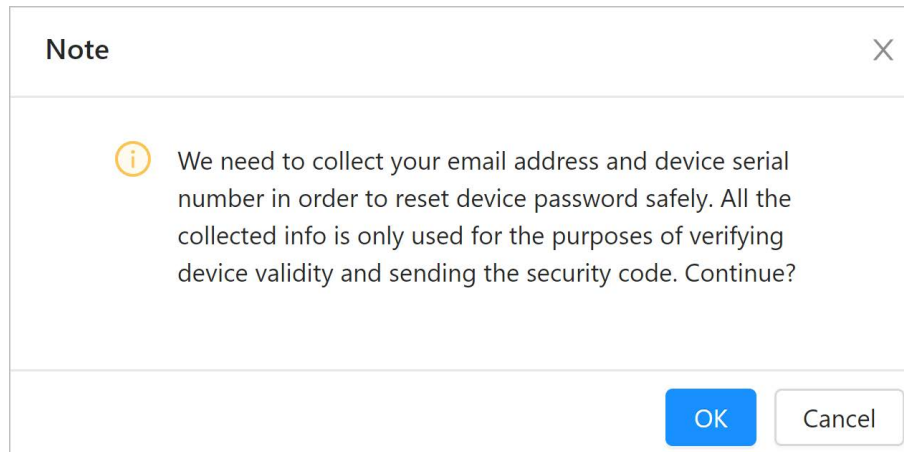 Note
We need to collect your email address and device serial
number in order to reset device password safely. All the
collected info is only used for the purposes of verifying
device validity and sending the security code. Continue?
OK
Cancel